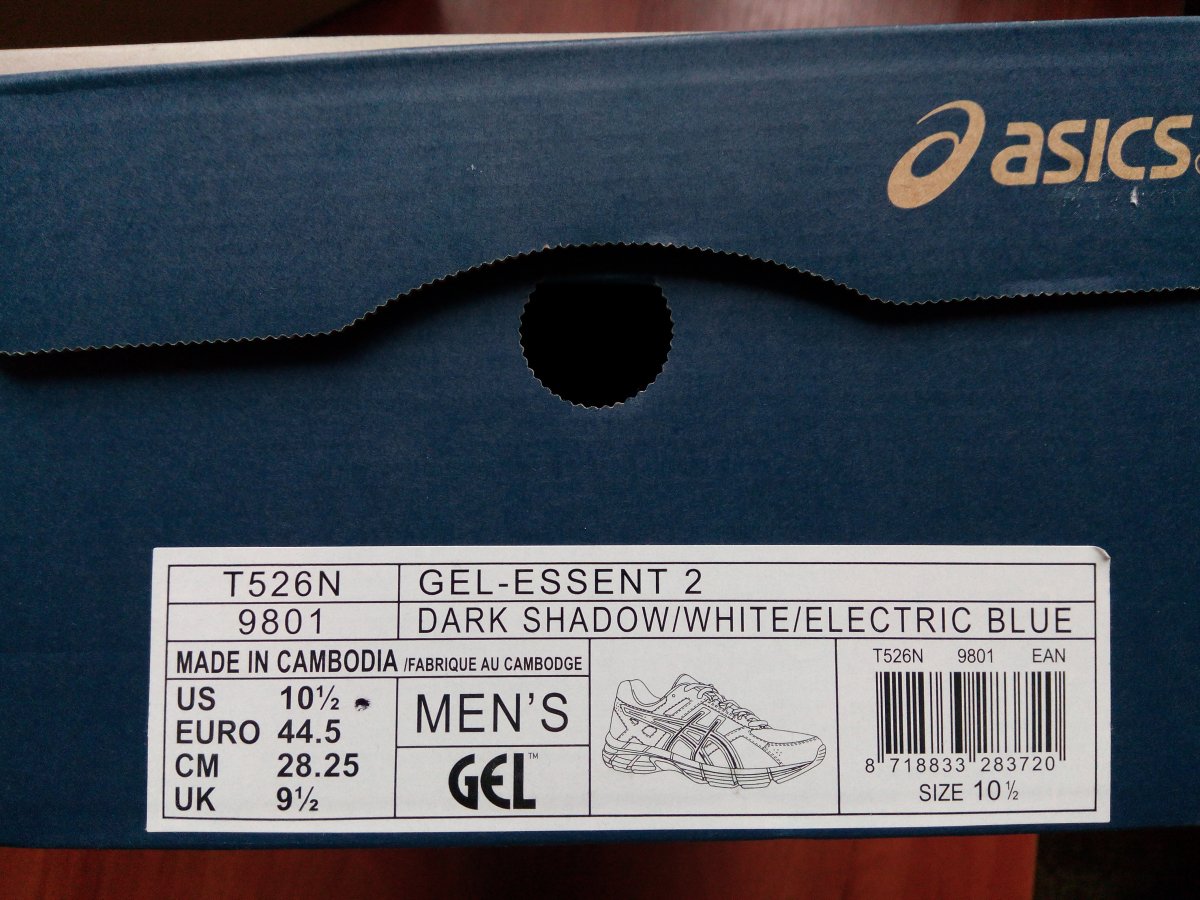 asics
T526N
GEL-ESSENT 2
9801
DARK SHADOW/WHITE/ELECTRIC BLUE
MADE IN CAMBODIA /FABRIQUE AU CAMBODGE
US 10½
EURO 44.5
CM 28.25
UK 9½
MEN'S
GEL™
T526N 9801 EAN
8 718833 283720
SIZE 10½